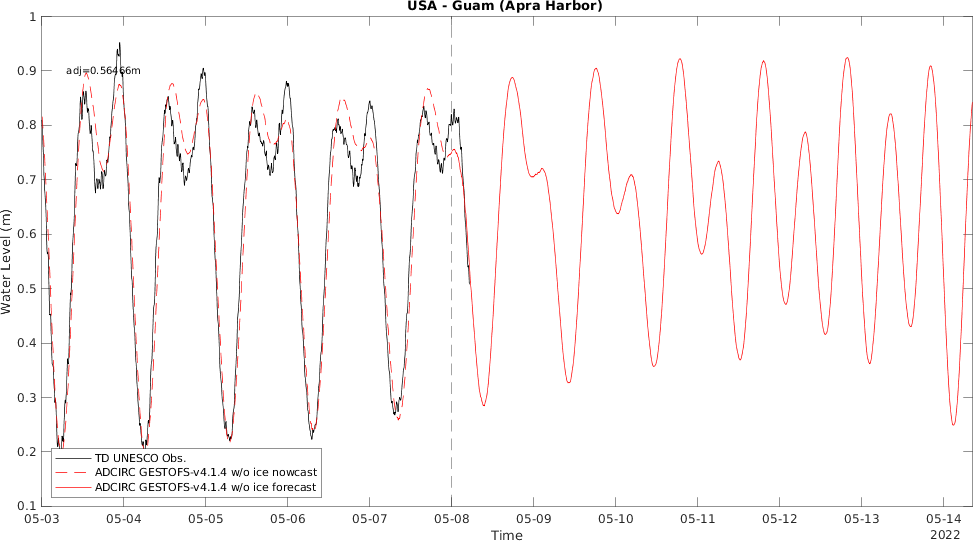 USA - Guam (Apra Harbor)
1
0.9
0.8
0.7
0.6
0.5
0.4
0.3
0.2
0.1
Water Level (m)
adj=0.56466m
TD UNESCO Obs.
ADCIRC GESTOFS-v4.1.4 w/o ice nowcast
ADCIRC GESTOFS-v4.1.4 w/o ice forecast
05-03 05-04 05-05 05-06 05-07 05-08 05-09 05-10 05-11 05-12 05-13 05-14
2022
Time